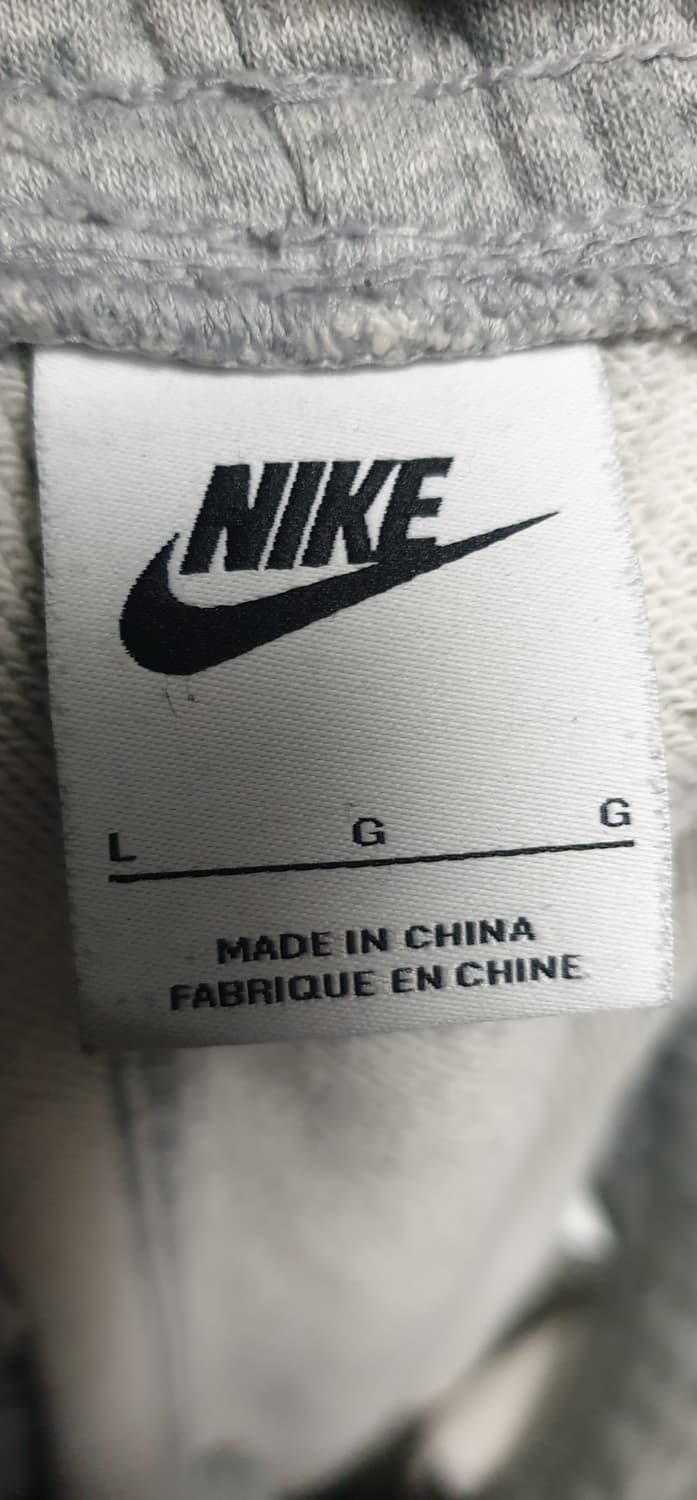 NIKE
L G G
MADE IN CHINA
FABRIQUE EN CHINE